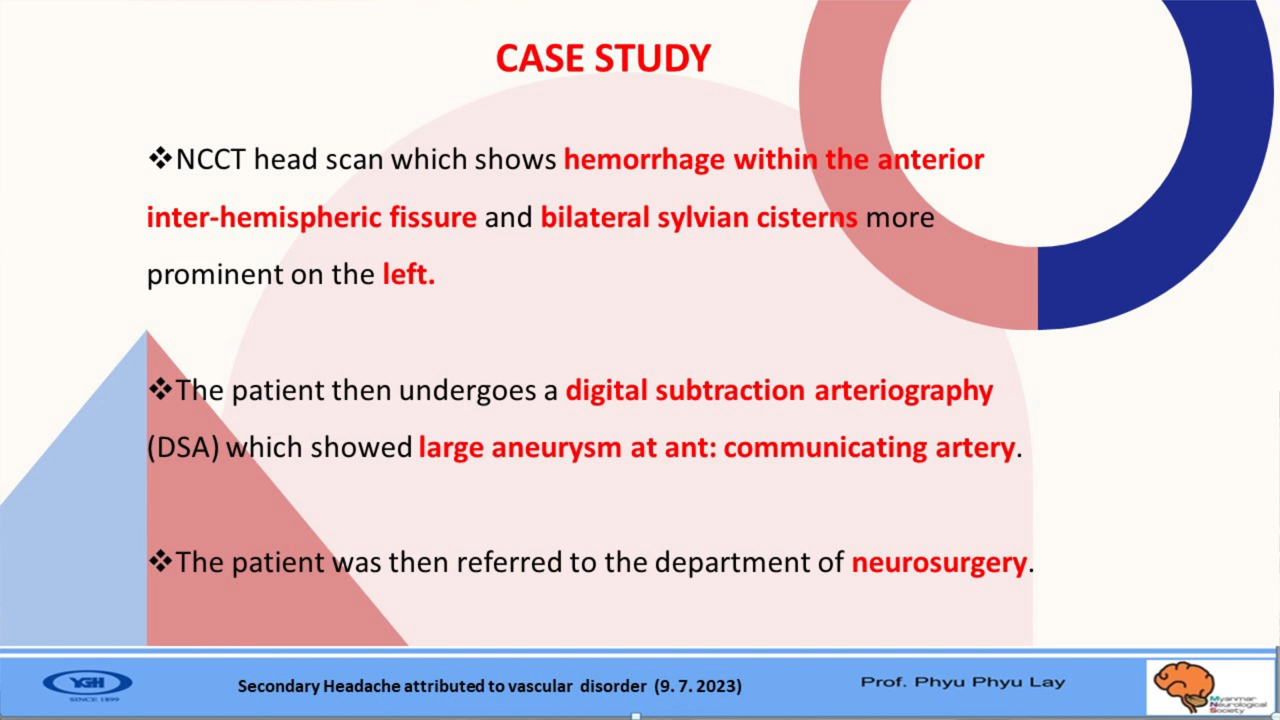 CASE STUDY
❖NCCT head scan which shows hemorrhage within the anterior
inter-hemispheric fissure and bilateral sylvian cisterns more
prominent on the left.
❖The patient then undergoes a digital subtraction arteriography
(DSA) which showed large aneurysm at ant: communicating artery.
❖The patient was then referred to the department of neurosurgery.
YGH
SINCE 1899
Secondary Headache attributed to vascular disorder (9. 7. 2023)
Prof. Phyu Phyu Lay
Myanmar
Neurological
Society